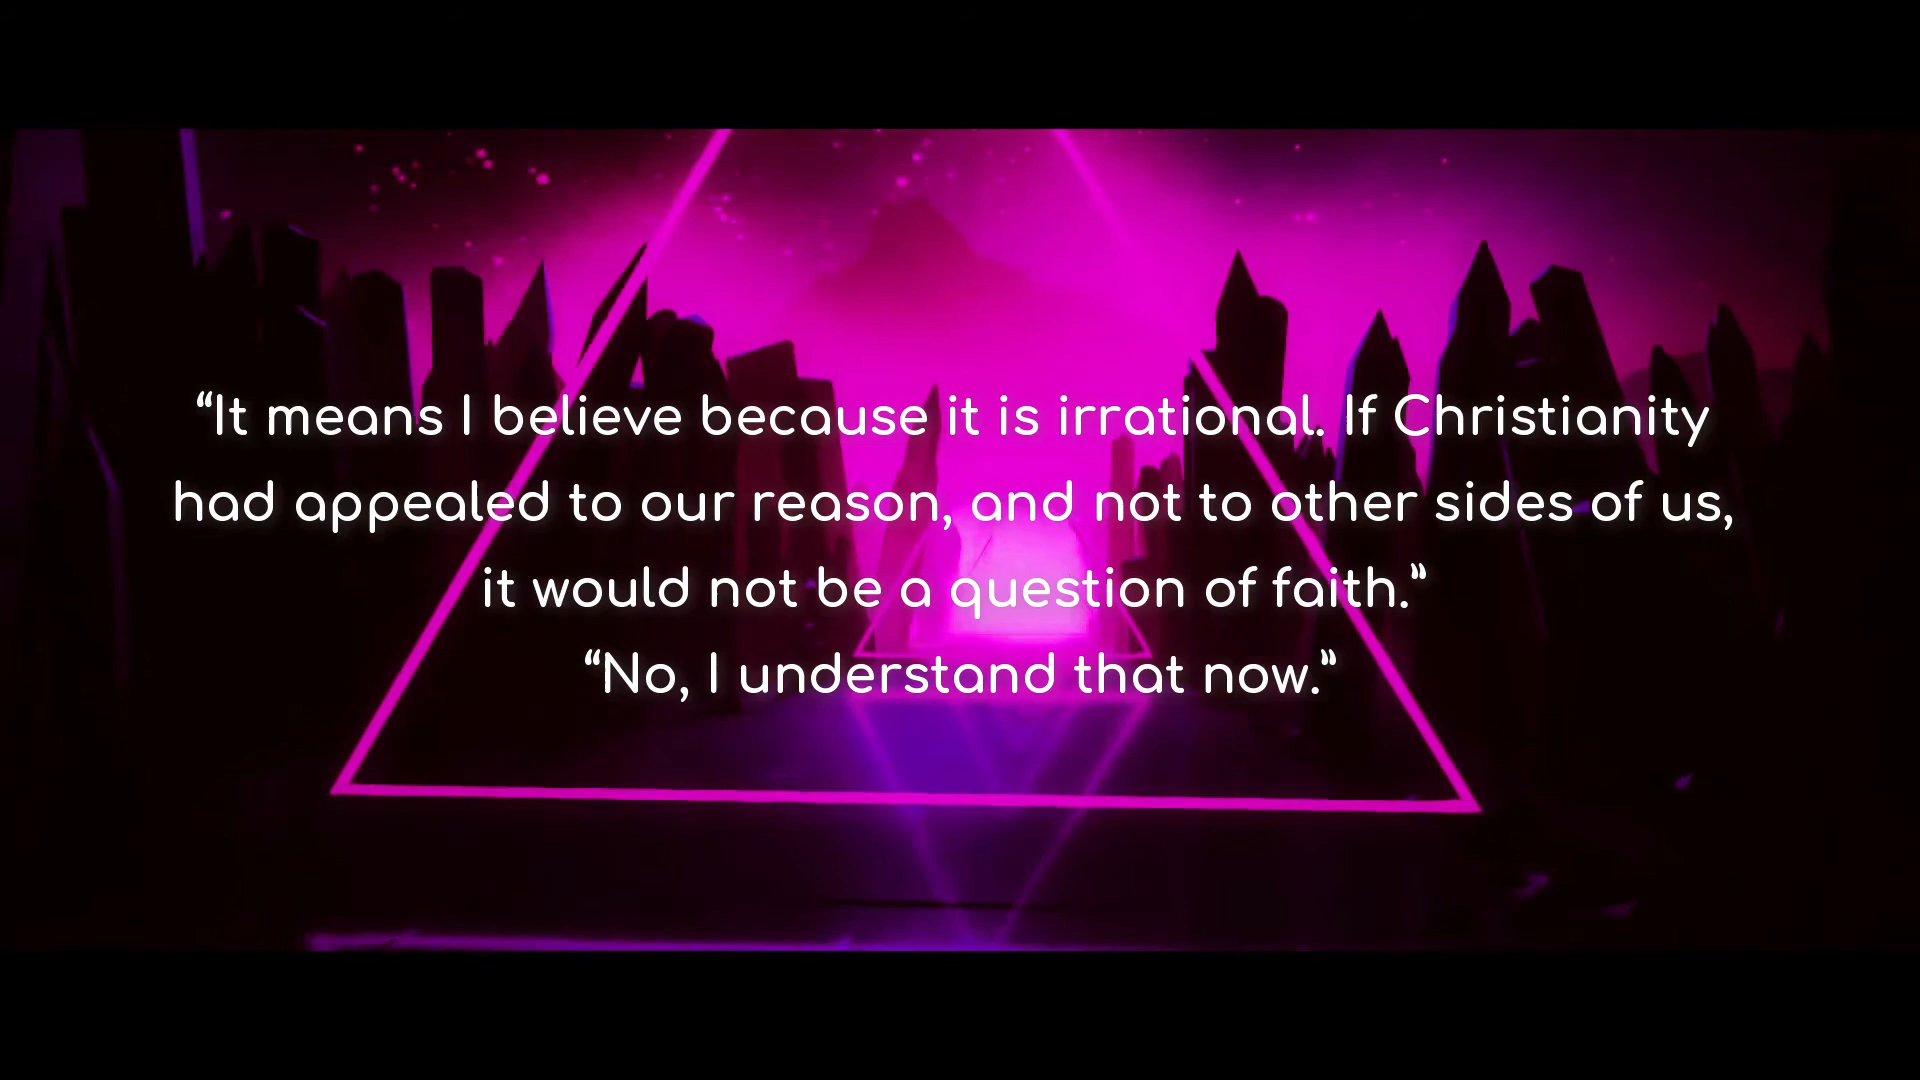 “It means I believe because it is irrational. If Christianity
had appealed to our reason, and not to other sides of us,
it would not be a question of faith.”
“No, I understand that now.”